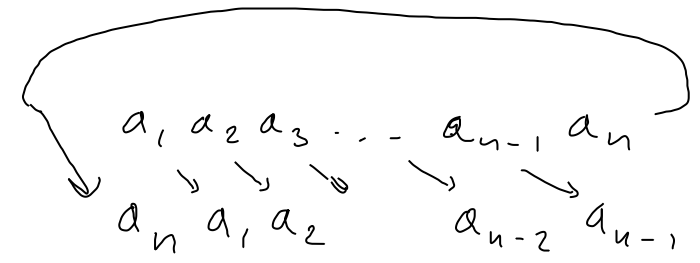 a₁ a₂ a₃ . . . aₙ₋₁ aₙ
aₙ a₁ a₂ aₙ₋₂ aₙ₋₁